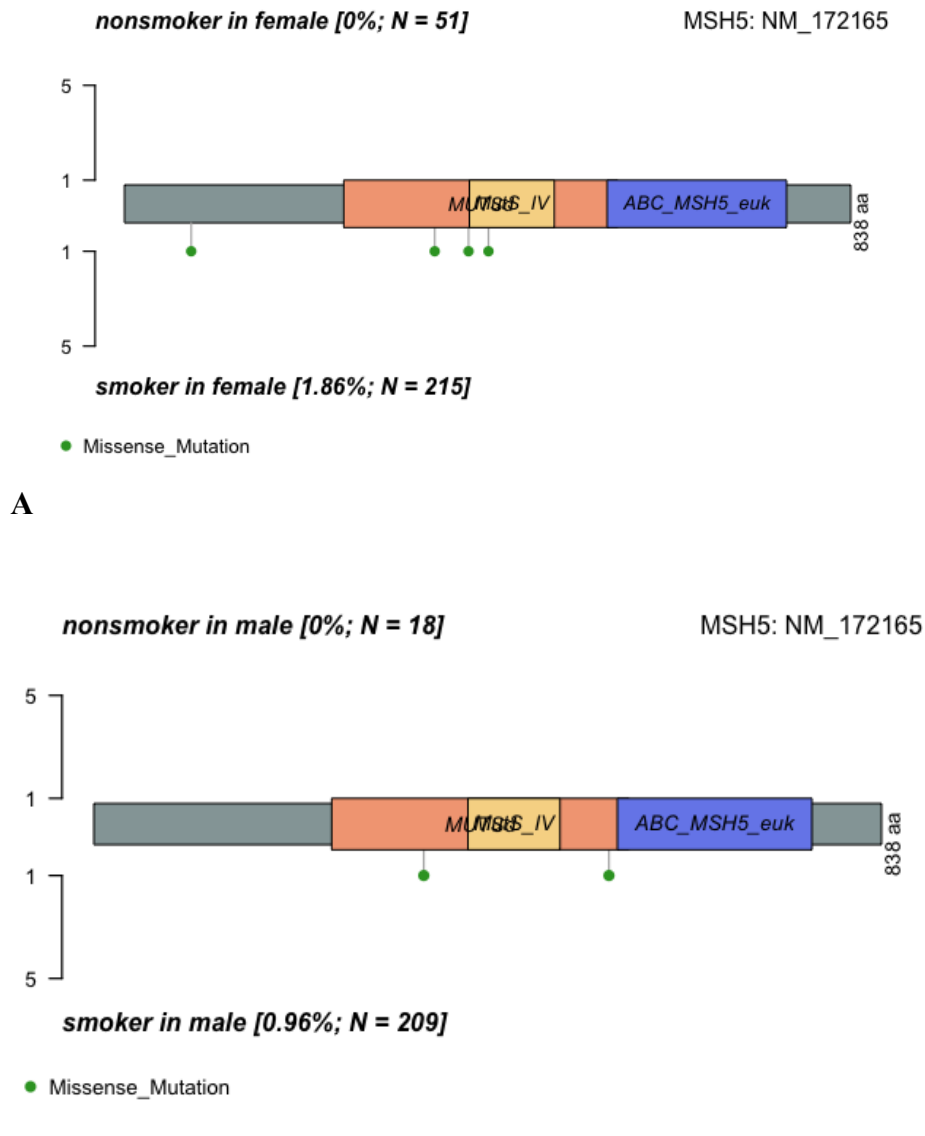 nonsmoker in female [0%; N = 51] MSH5: NM_172165
5
1
MutS_IV ABC_MSH5_euk
838 aa
1
5
smoker in female [1.86%; N = 215]
Missense_Mutation
A
nonsmoker in male [0%; N = 18] MSH5: NM_172165
5
1
MutS_IV ABC_MSH5_euk
838 aa
1
5
smoker in male [0.96%; N = 209]
Missense_Mutation